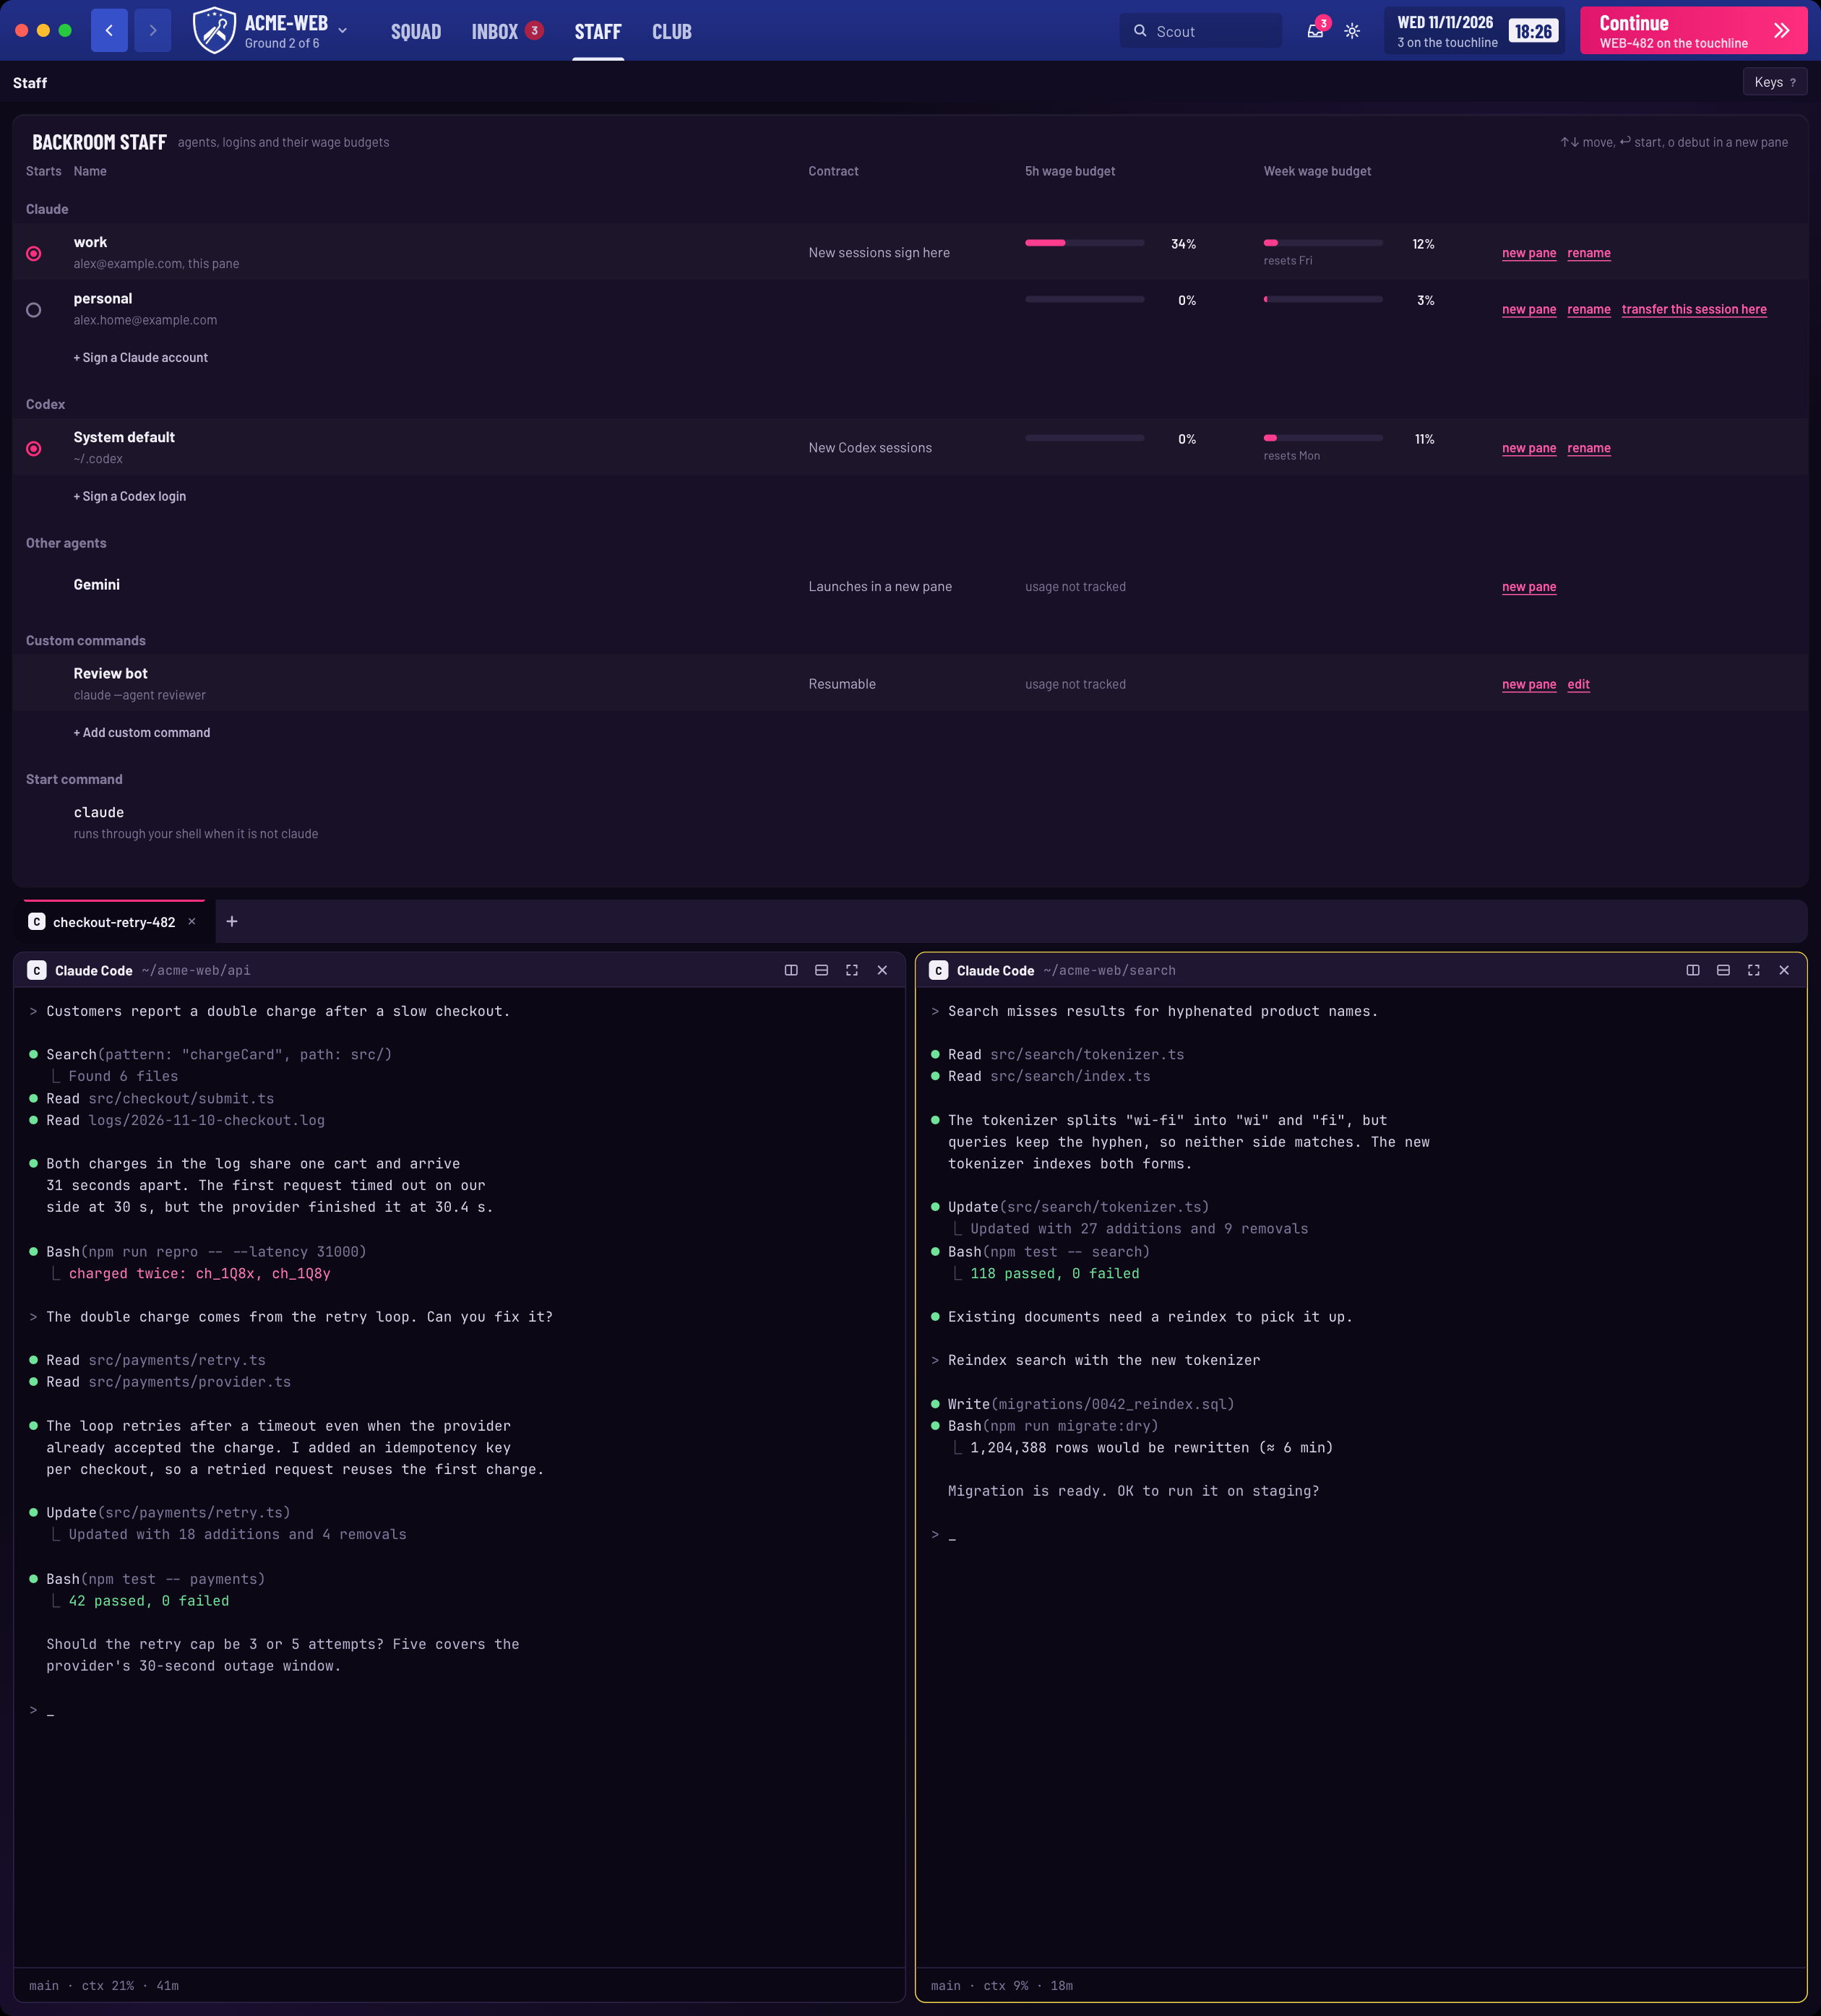 ACME-WEB
Ground 2 of 6
SQUAD
INBOX 3
STAFF
CLUB
Scout
3
WED 11/11/2026
3 on the touchline
18:26
Continue
WEB-482 on the touchline
Staff
Keys ?
BACKROOM STAFF agents, logins and their wage budgets
↑↓ move, ↵ start, o debut in a new pane
Starts Name Contract 5h wage budget Week wage budget
Claude
work
alex@example.com, this pane
New sessions sign here
34%
12%
resets Fri
new pane rename
personal
alex.home@example.com
0%
3%
new pane rename transfer this session here
+ Sign a Claude account
Codex
System default
~/.codex
New Codex sessions
0%
11%
resets Mon
new pane rename
+ Sign a Codex login
Other agents
Gemini
Launches in a new pane
usage not tracked
new pane
Custom commands
Review bot
claude —agent reviewer
Resumable
usage not tracked
new pane edit
+ Add custom command
Start command
claude
runs through your shell when it is not claude
C checkout-retry-482 × +
C Claude Code ~/acme-web/api
> Customers report a double charge after a slow checkout.
Search(pattern: "chargeCard", path: src/)
Found 6 files
Read src/checkout/submit.ts
Read logs/2026-11-10-checkout.log
Both charges in the log share one cart and arrive
31 seconds apart. The first request timed out on our
side at 30 s, but the provider finished it at 30.4 s.
Bash(npm run repro -- --latency 31000)
charged twice: ch_1Q8x, ch_1Q8y
> The double charge comes from the retry loop. Can you fix it?
Read src/payments/retry.ts
Read src/payments/provider.ts
The loop retries after a timeout even when the provider
already accepted the charge. I added an idempotency key
per checkout, so a retried request reuses the first charge.
Update(src/payments/retry.ts)
Updated with 18 additions and 4 removals
Bash(npm test -- payments)
42 passed, 0 failed
Should the retry cap be 3 or 5 attempts? Five covers the
provider's 30-second outage window.
> _
main · ctx 21% · 41m
C Claude Code ~/acme-web/search
> Search misses results for hyphenated product names.
Read src/search/tokenizer.ts
Read src/search/index.ts
The tokenizer splits "wi-fi" into "wi" and "fi", but
queries keep the hyphen, so neither side matches. The new
tokenizer indexes both forms.
Update(src/search/tokenizer.ts)
Updated with 27 additions and 9 removals
Bash(npm test -- search)
118 passed, 0 failed
Existing documents need a reindex to pick it up.
> Reindex search with the new tokenizer
Write(migrations/0042_reindex.sql)
Bash(npm run migrate:dry)
1,204,388 rows would be rewritten (≈ 6 min)
Migration is ready. OK to run it on staging?
> _
main · ctx 9% · 18m